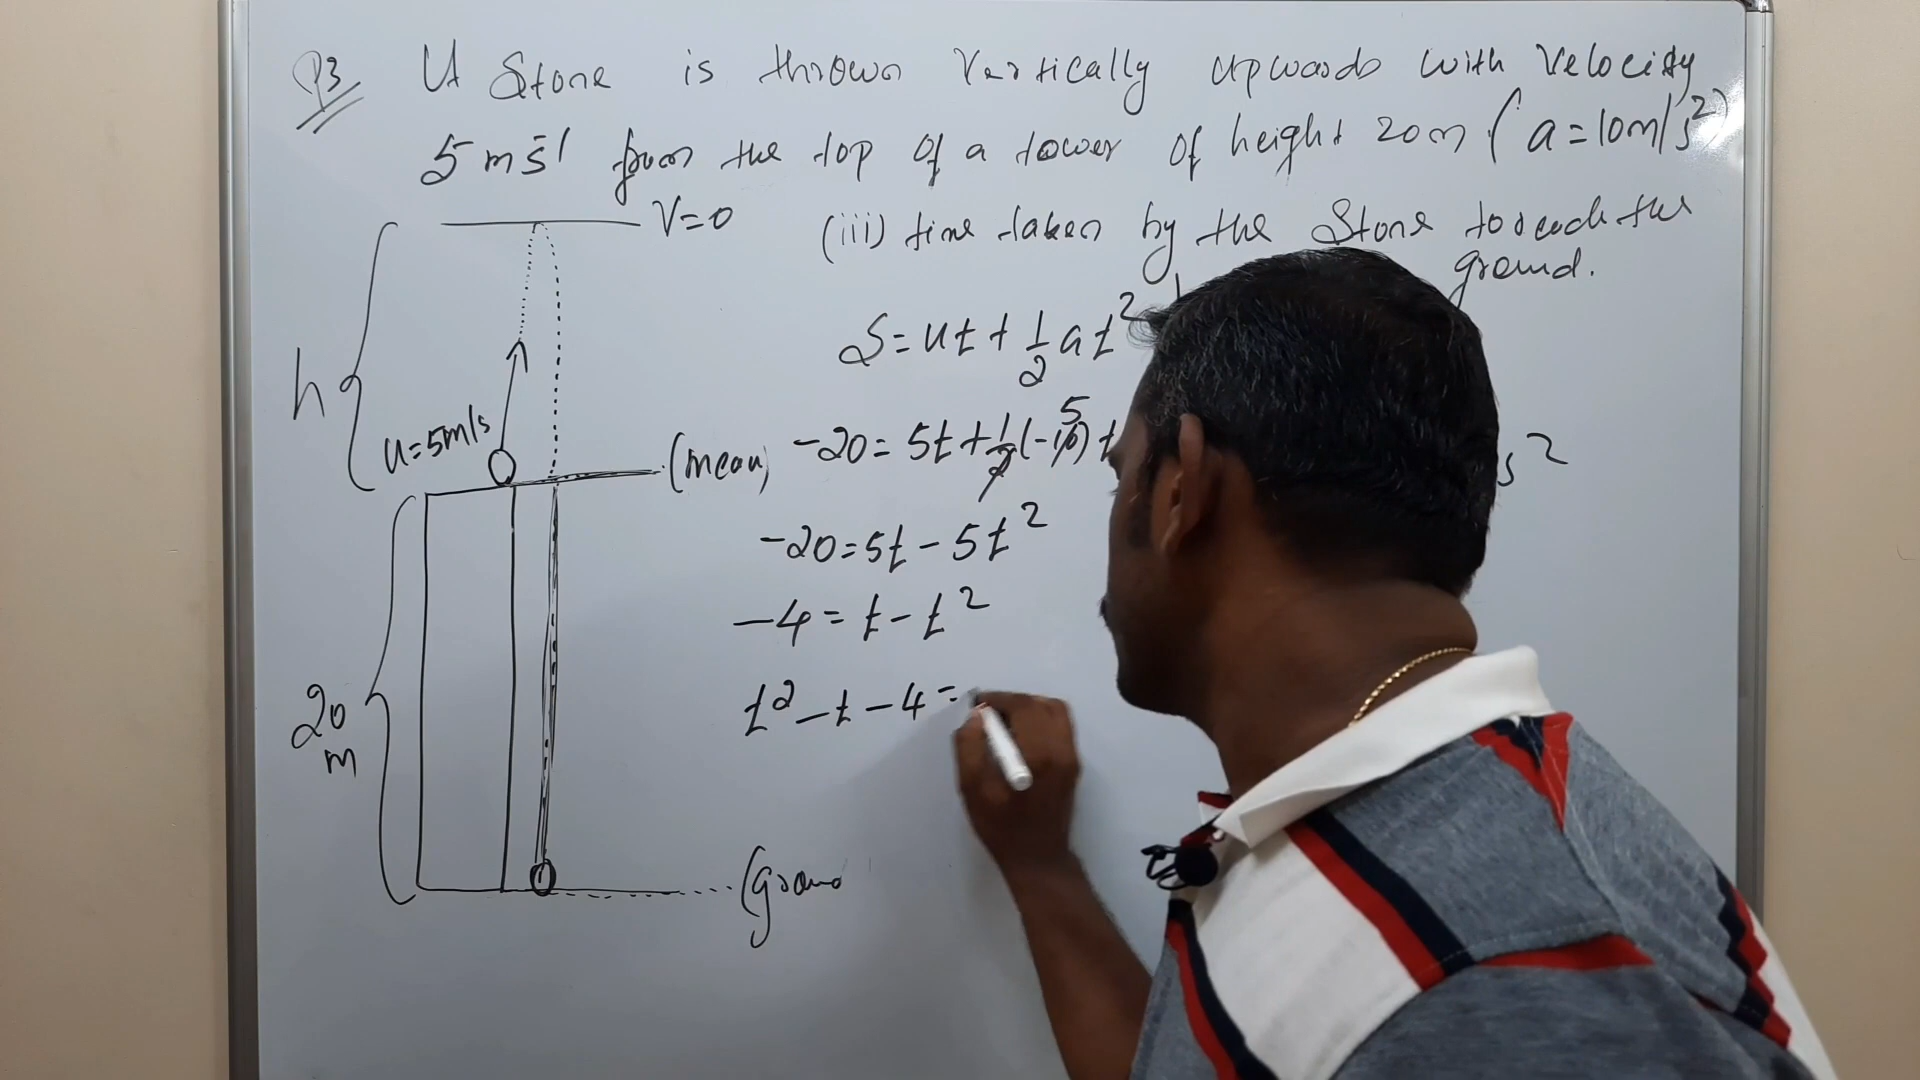 Q3 A Stone is thrown Vertically upwards with Velocity
5 ms-1 from the top of a tower of height 20m (a=10m/s²)
V=0
(iii) time taken by the Stone to reach the
ground.
h
S=ut+1/2at²
u=5m/s
(mean)
-20=5t+1/2(-10)t
5
s²
-20=5t-5t²
-4=t-t²
t²-t-4=
20
m
(groun